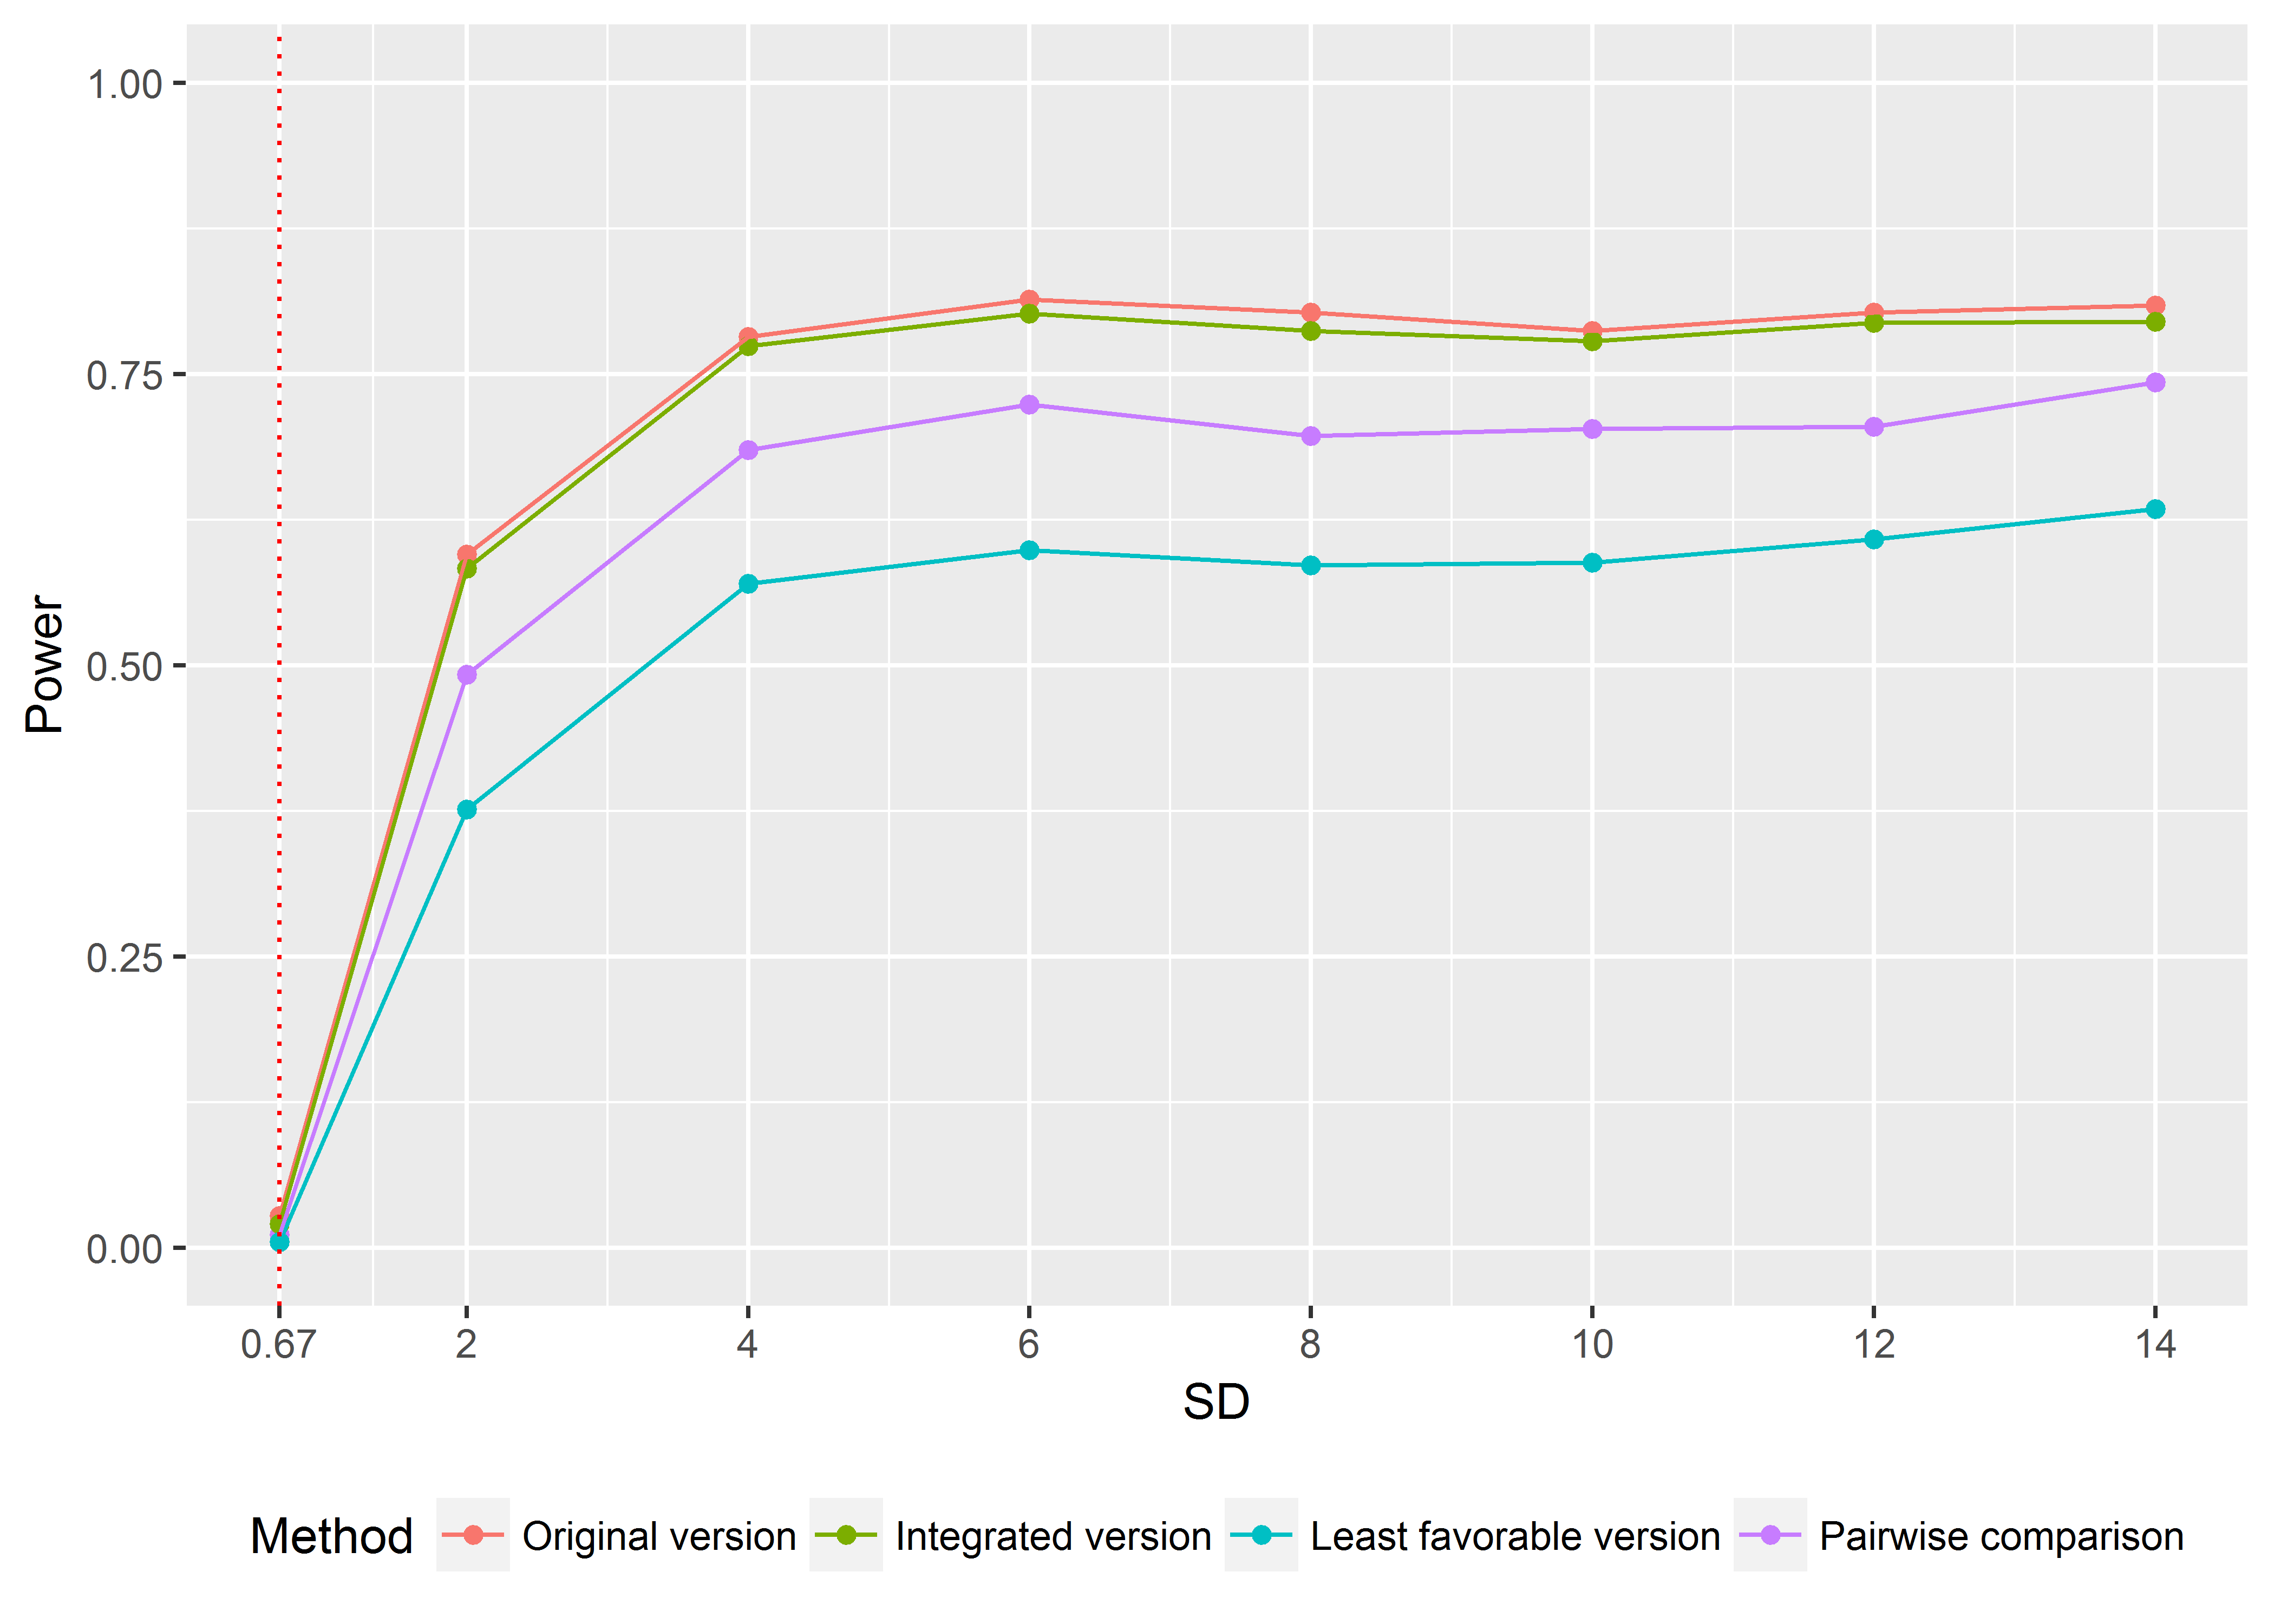 1.00
0.75
0.50
0.25
0.00
Power
0.67 2 4 6 8 10 12 14
SD
Method Original version Integrated version Least favorable version Pairwise comparison